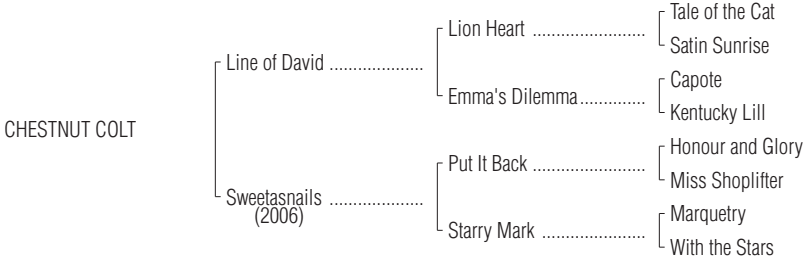 Tale of the Cat
Lion Heart ........................
Satin Sunrise
Line of David ....................
Capote
Emma's Dilemma..............
Kentucky Lill
CHESTNUT COLT
Honour and Glory
Put It Back ........................
Miss Shoplifter
Sweetasnails ....................
(2006)
Marquetry
Starry Mark ......................
With the Stars